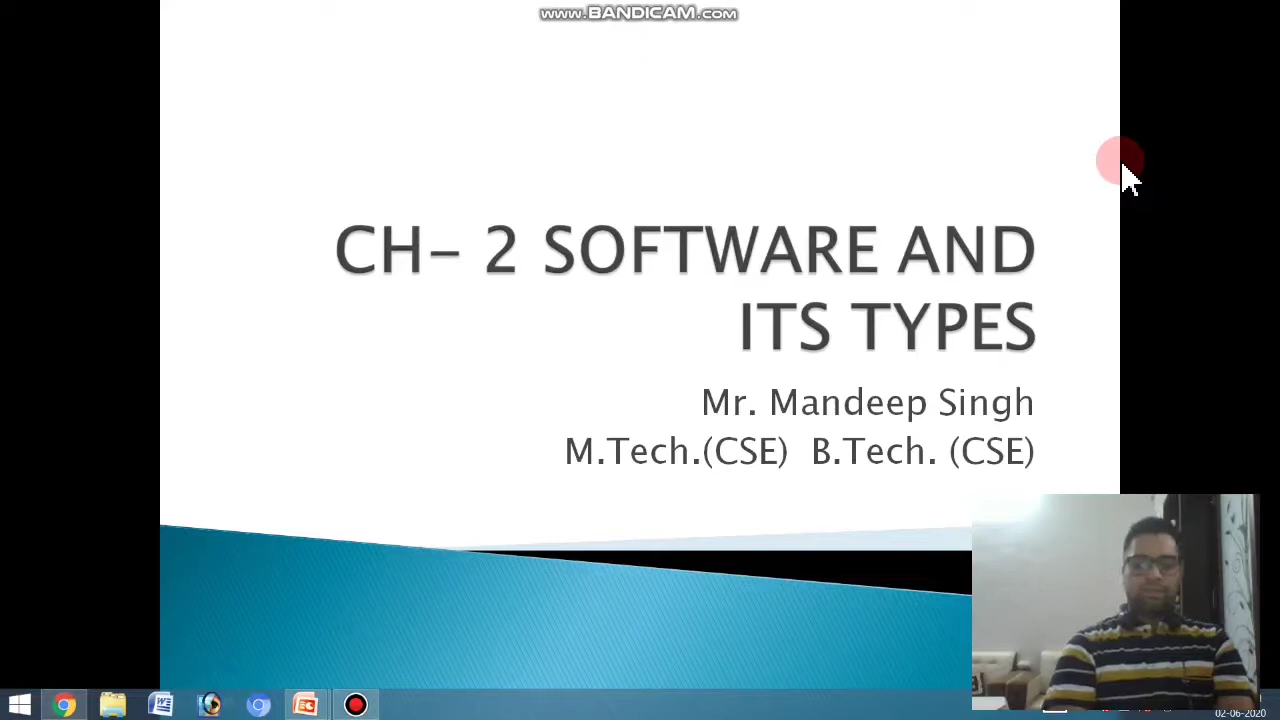 www.BANDICAM.com
CH- 2 SOFTWARE AND
ITS TYPES
Mr. Mandeep Singh
M.Tech.(CSE) B.Tech. (CSE)
02-06-2020